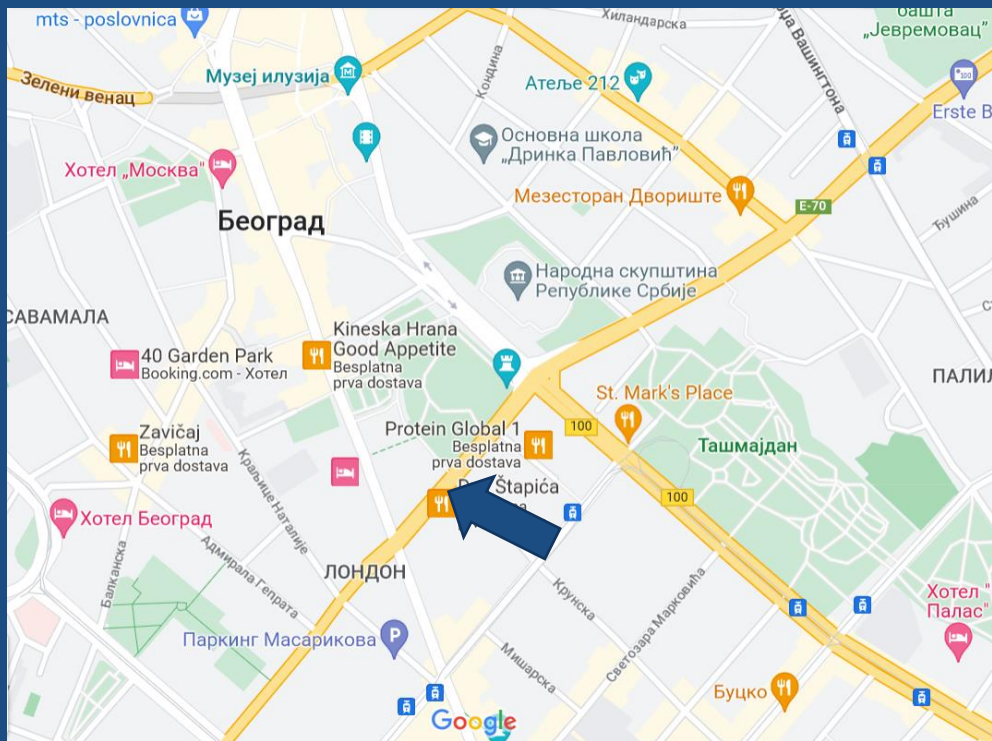 mts - poslovnica
Хиландарска
башта
„Јевремовац"
Џорџа Вашингтона
Музеј илузија
Зелени венац
Кондина
Атеље 212
Erste B
Основна школа
„Дринка Павловић"
Хотел „Москва"
Мезесторан Двориште
E-70
Ђушина
Београд
Народна скупштина
Републике Србије
САВАМАЛА
Kineska Hrana
Good Appetite
Besplatna
prva dostava
40 Garden Park
Booking.com - Хотел
ПАЛИЛ
St. Mark's Place
Protein Global 1
Besplatna
prva dostava
100
Ташмајдан
Zavičaj
Besplatna
prva dostava
Краљице Наталије
Štapića
100
Хотел Београд
Балканска
Адмирала Гепрата
ЛОНДОН
Крунска
Светозара Марковића
Хотел "
Палас"
Паркинг Масарикова
Мишарска
Буцко
Google